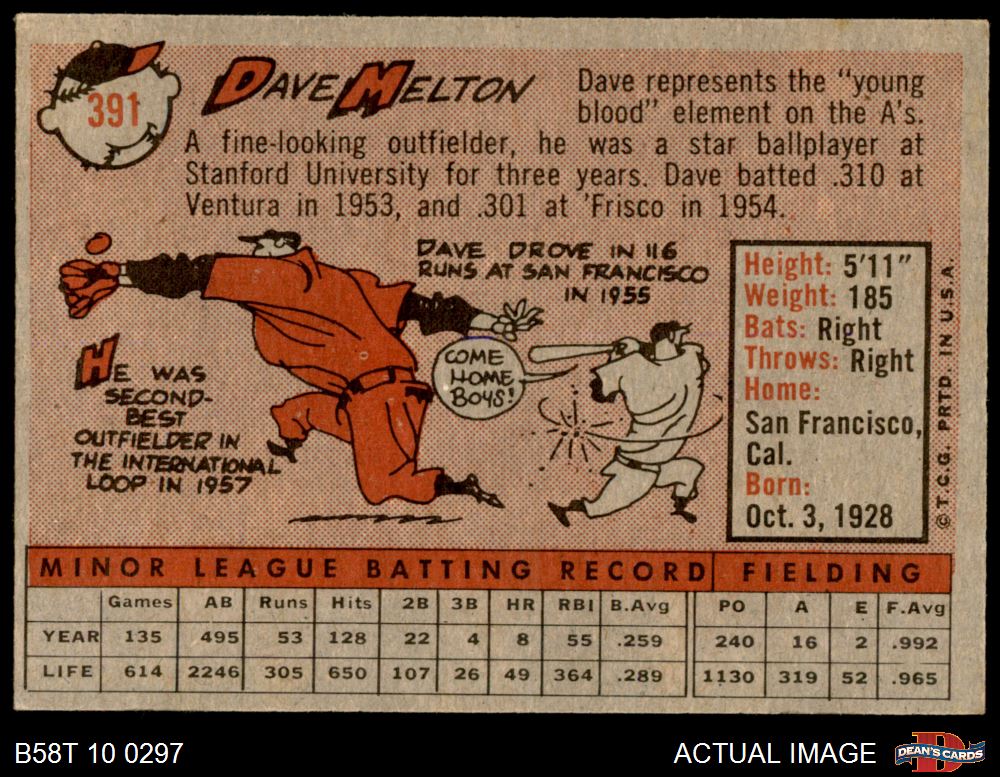 391
DAVE MELTON
Dave represents the "young
blood" element on the A's.
A fine-looking outfielder, he was a star ballplayer at
Stanford University for three years. Dave batted .310 at
Ventura in 1953, and .301 at 'Frisco in 1954.
DAVE DROVE IN 116
RUNS AT SAN FRANCISCO
IN 1955
COME
HOME
BOYS!
HE WAS
SECOND-
BEST
OUTFIELDER IN
THE INTERNATIONAL
LOOP IN 1957
Height: 5'11"
Weight: 185
Bats: Right
Throws: Right
Home:
San Francisco,
Cal.
Born:
Oct. 3, 1928
© T.C.G. PRTD. IN U.S.A.
MINOR LEAGUE BATTING RECORD FIELDING
Games AB Runs Hits 2B 3B HR RBI B.Avg PO A E F.Avg
YEAR 135 495 53 128 22 4 8 55 .259 240 16 2 .992
LIFE 614 2246 305 650 107 26 49 364 .289 1130 319 52 .965
B58T 10 0297
ACTUAL IMAGE
D
DEAN'S CARDS